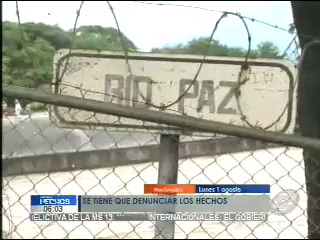 RIO PAZ
Nacionales
Lunes 1 agosto
HECHOS
06:03
SE TIENE QUE DENUNCIAR LOS HECHOS
DELICTIVA DE LA MS 13
INTERNACIONALES: EL GOBIER